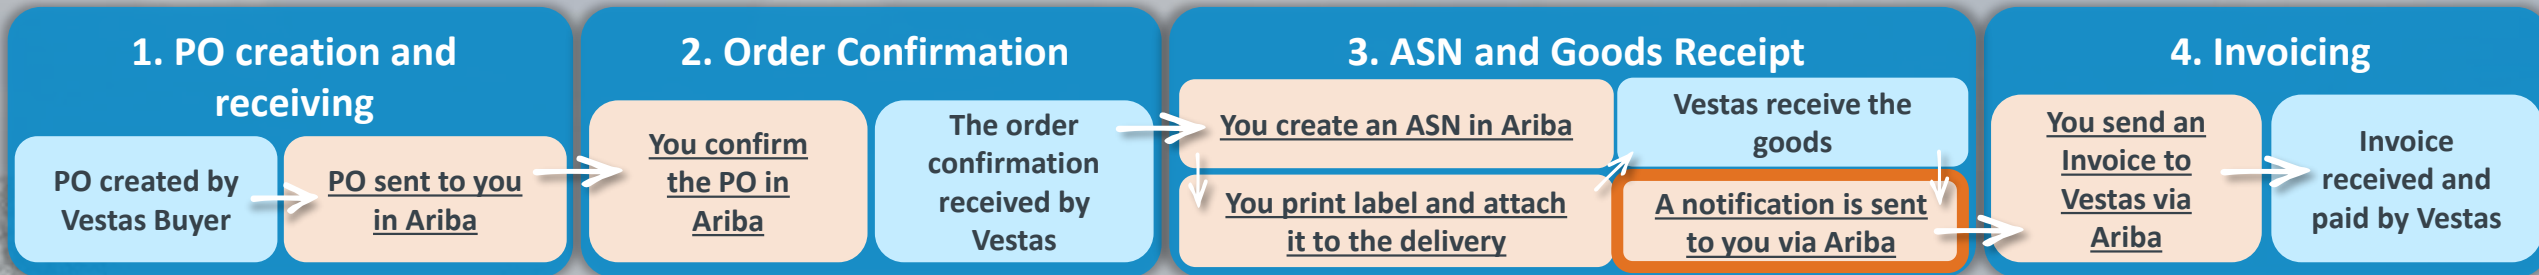 1. PO creation and
receiving
PO created by
Vestas Buyer
PO sent to you
in Ariba
2. Order Confirmation
You confirm
the PO in
Ariba
The order
confirmation
received by
Vestas
3. ASN and Goods Receipt
You create an ASN in Ariba
You print label and attach
it to the delivery
Vestas receive the
goods
A notification is sent
to you via Ariba
4. Invoicing
You send an
Invoice to
Vestas via
Ariba
Invoice
received and
paid by Vestas